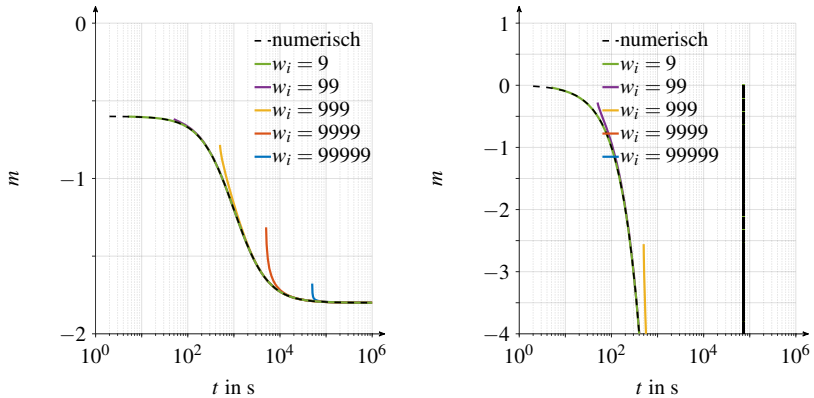 0
−1
−2
m
numerisch
w_i = 9
w_i = 99
w_i = 999
w_i = 9999
w_i = 99999
10^0 10^2 10^4 10^6
t in s
1
0
−1
−2
−3
−4
m
numerisch
w_i = 9
w_i = 99
w_i = 999
w_i = 9999
w_i = 99999
10^0 10^2 10^4 10^6
t in s